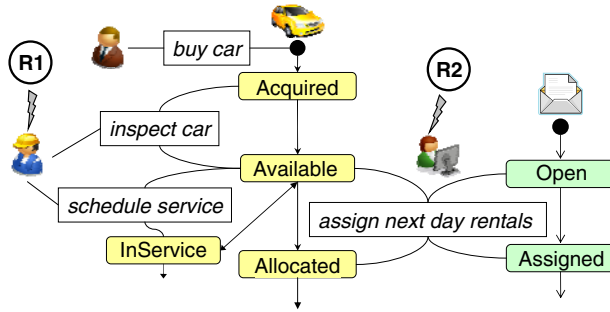 buy car
R1
R2
Acquired
inspect car
Available
Open
schedule service
assign next day rentals
InService
Allocated
Assigned